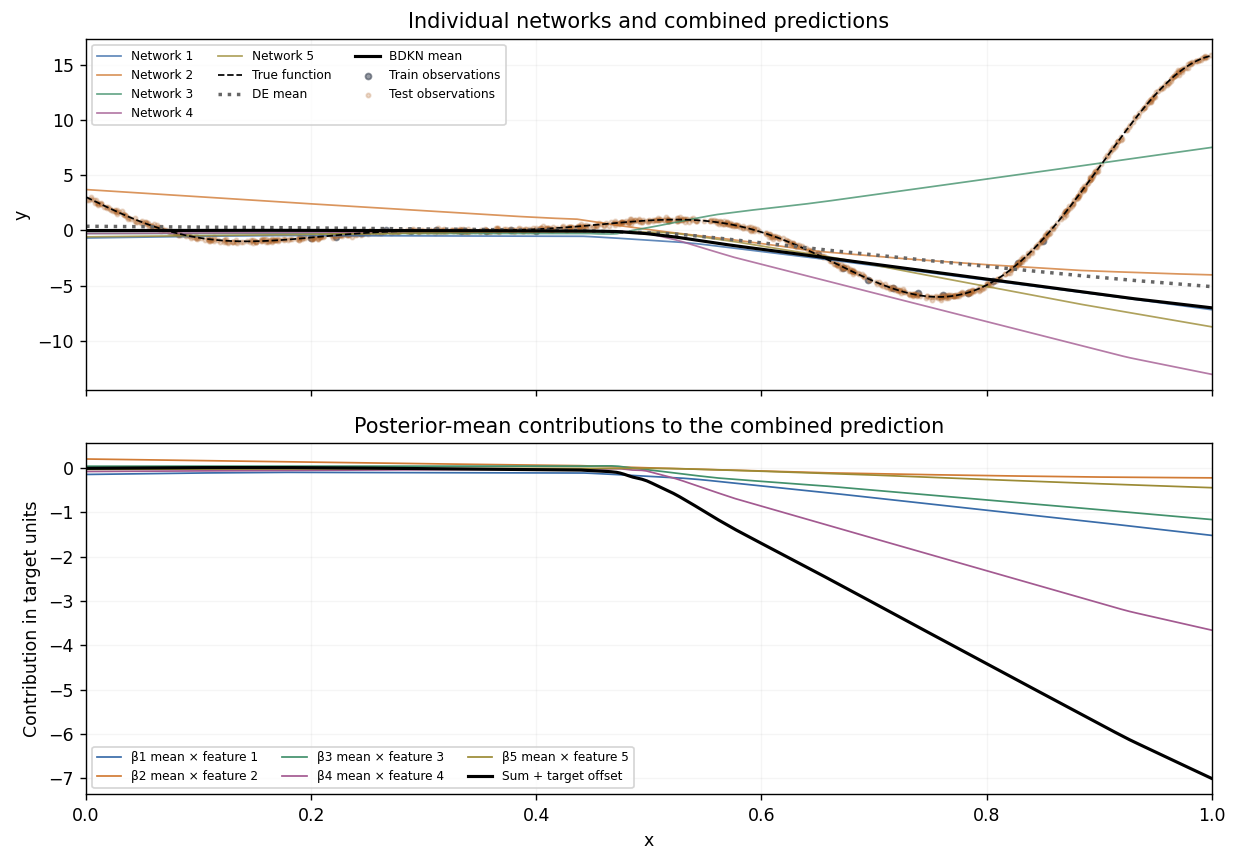 Individual networks and combined predictions
Network 1
Network 2
Network 3
Network 4
Network 5
True function
DE mean
BDKN mean
Train observations
Test observations
15
10
5
0
−5
−10
y
Posterior-mean contributions to the combined prediction
0
−1
−2
−3
−4
−5
−6
−7
Contribution in target units
β1 mean × feature 1
β2 mean × feature 2
β3 mean × feature 3
β4 mean × feature 4
β5 mean × feature 5
Sum + target offset
0.0 0.2 0.4 0.6 0.8 1.0
x